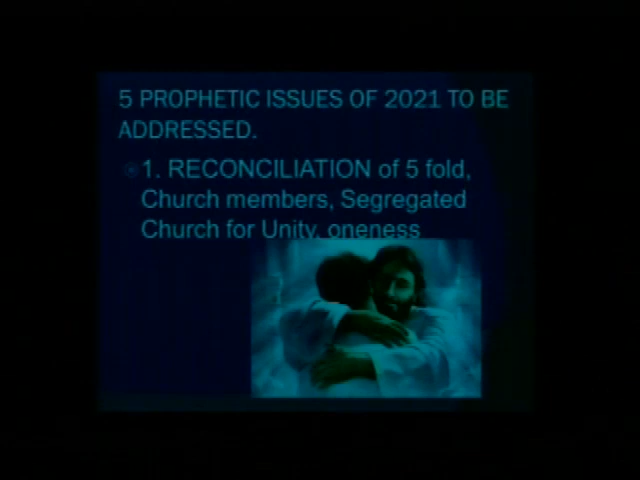 5 PROPHETIC ISSUES OF 2021 TO BE
ADDRESSED.
1. RECONCILIATION of 5 fold,
Church members, Segregated
Church for Unity, oneness